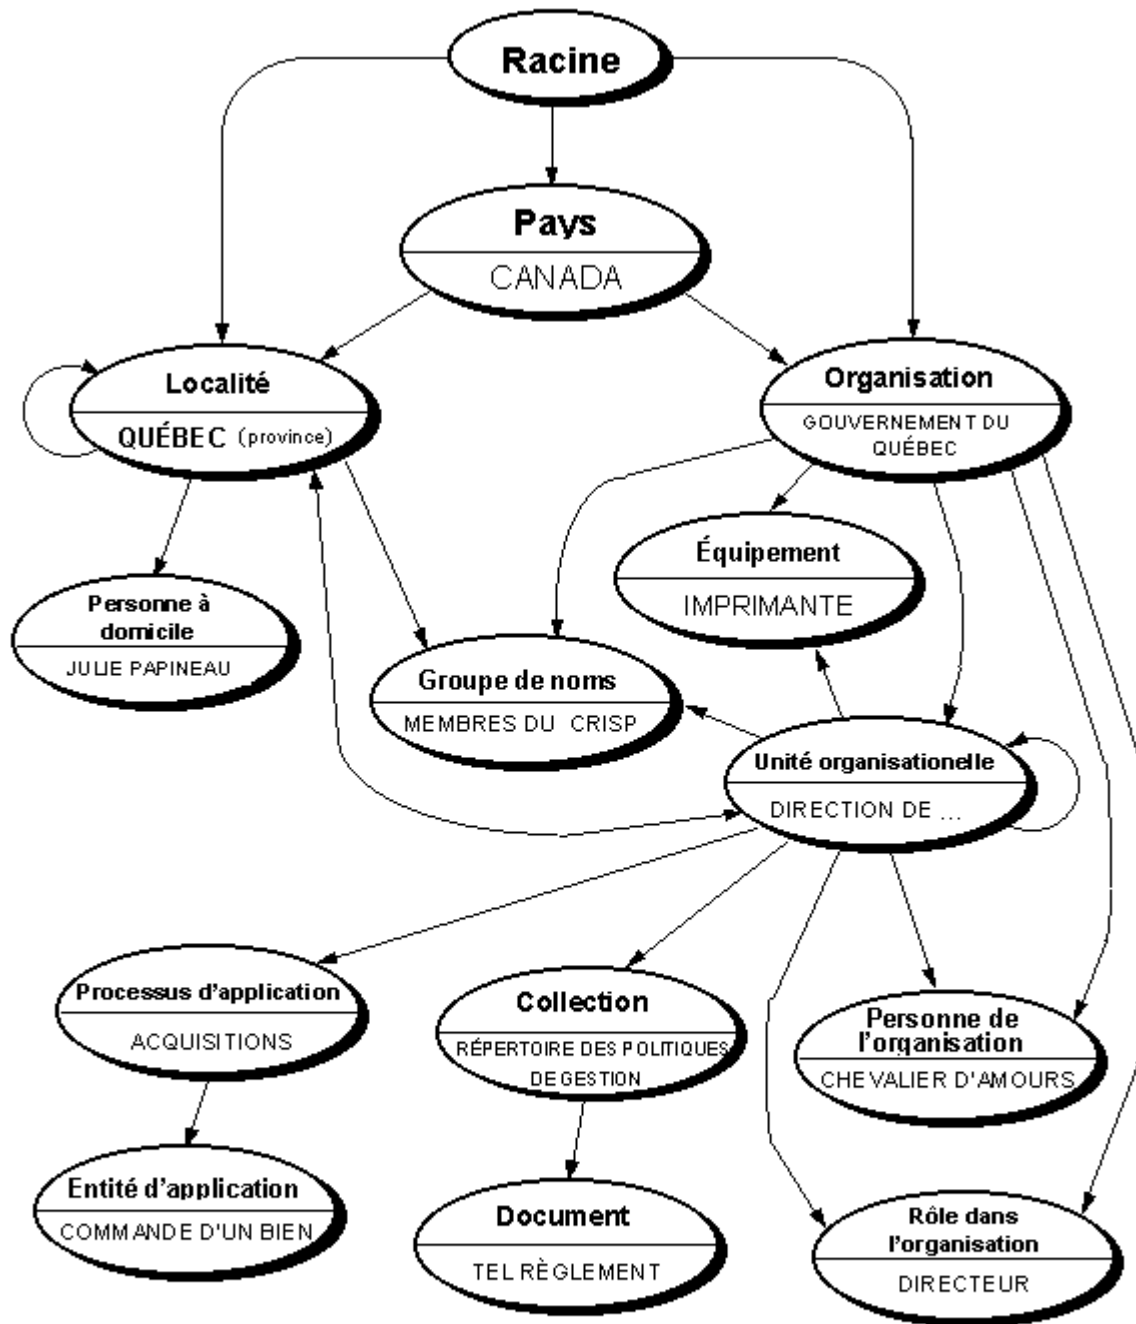 Racine
Pays
CANADA
Localité
QUÉBEC (province)
Organisation
GOUVERNEMENT DU
QUÉBEC
Équipement
IMPRIMANTE
Personne à
domicile
JULIE PAPINEAU
Groupe de noms
MEMBRES DU CRISP
Unité organisationelle
DIRECTION DE ...
Processus d'application
ACQUISITIONS
Collection
RÉPERTOIRE DES POLITIQUES
DE GESTION
Personne de
l'organisation
CHEVALIER D'AMOURS
Entité d'application
COMMANDE D'UN BIEN
Document
TEL RÈGLEMENT
Rôle dans
l'organisation
DIRECTEUR